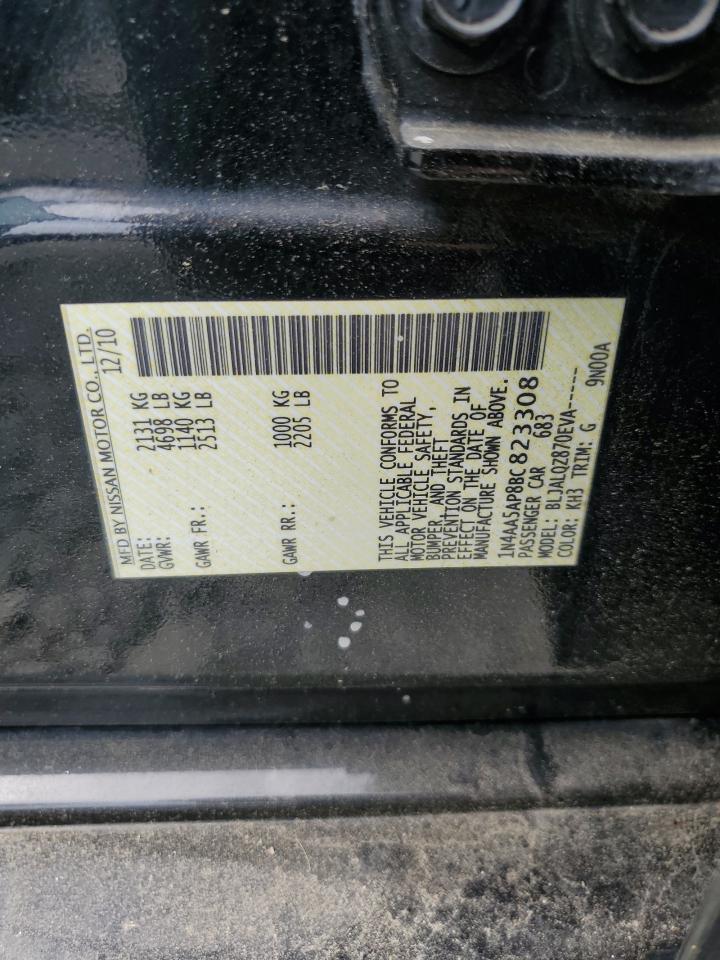 MFD BY NISSAN MOTOR CO., LTD.
DATE: 12/10
GVWR: 2131 KG
4698 LB
GAWR FR.: 1140 KG
2513 LB
GAWR RR.: 1000 KG
2205 LB
THIS VEHICLE CONFORMS TO
ALL APPLICABLE FEDERAL
MOTOR VEHICLE SAFETY,
BUMPER, AND THEFT
PREVENTION STANDARDS IN
EFFECT ON THE DATE OF
MANUFACTURE SHOWN ABOVE.
1N4AA5AP8BC823308
PASSENGER CAR 683
MODEL: BLJALQZ870EVA-----
COLOR: KH3 TRIM: G 9N00A